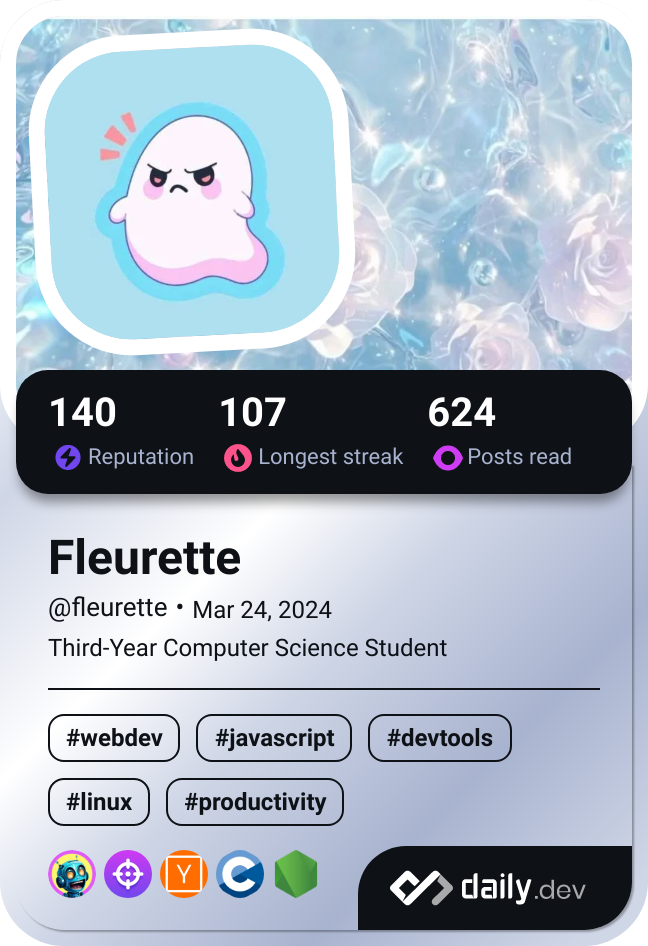 140 107 624
Reputation Longest streak Posts read
Fleurette
@fleurette • Mar 24, 2024
Third-Year Computer Science Student
#webdev #javascript #devtools
#linux #productivity
Y C
daily.dev